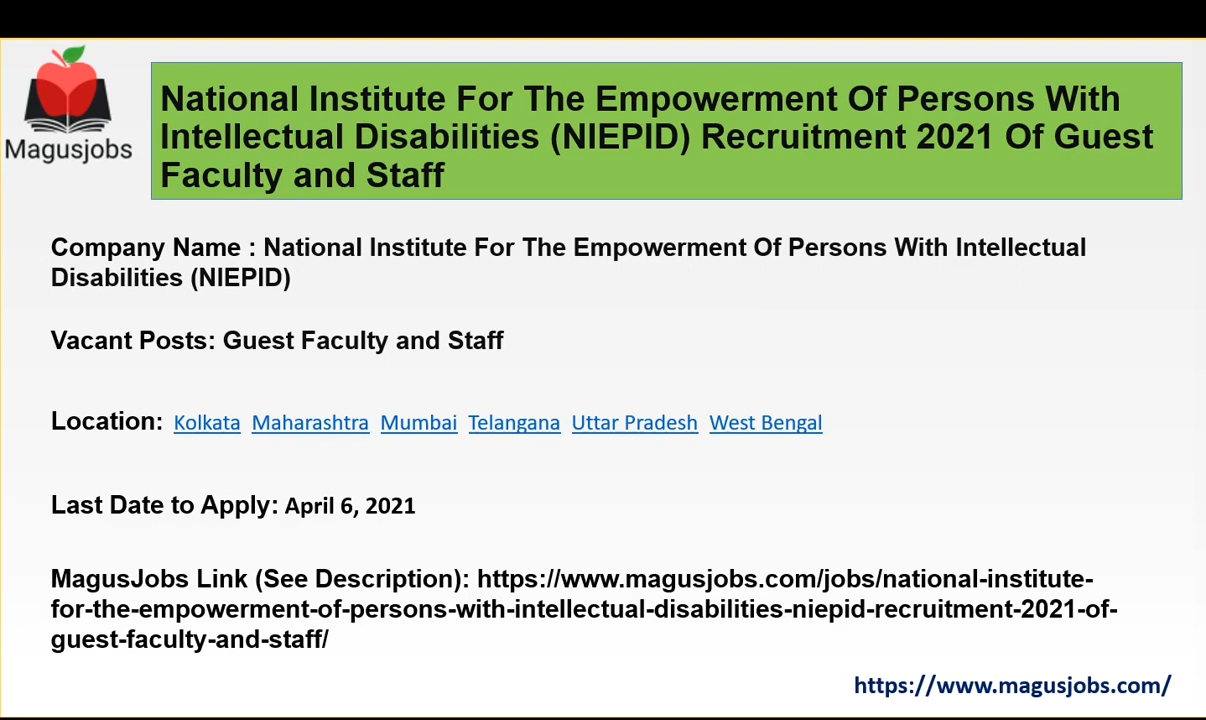 Magusjobs
National Institute For The Empowerment Of Persons With
Intellectual Disabilities (NIEPID) Recruitment 2021 Of Guest
Faculty and Staff
Company Name : National Institute For The Empowerment Of Persons With Intellectual
Disabilities (NIEPID)
Vacant Posts: Guest Faculty and Staff
Location: Kolkata Maharashtra Mumbai Telangana Uttar Pradesh West Bengal
Last Date to Apply: April 6, 2021
MagusJobs Link (See Description): https://www.magusjobs.com/jobs/national-institute-
for-the-empowerment-of-persons-with-intellectual-disabilities-niepid-recruitment-2021-of-
guest-faculty-and-staff/
https://www.magusjobs.com/